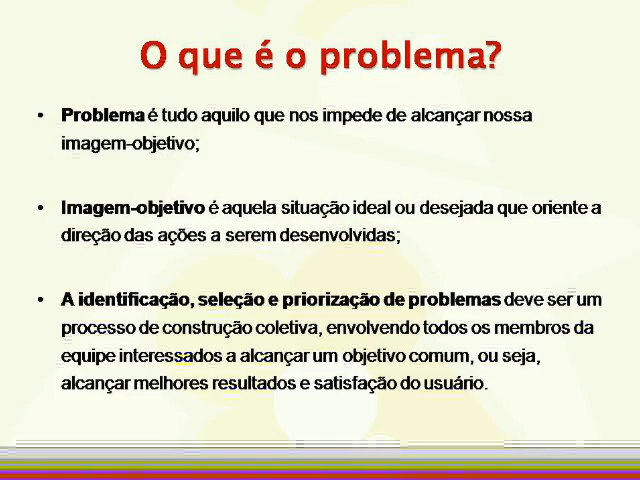 O que é o problema?
• Problema é tudo aquilo que nos impede de alcançar nossa
imagem-objetivo;
• Imagem-objetivo é aquela situação ideal ou desejada que oriente a
direção das ações a serem desenvolvidas;
• A identificação, seleção e priorização de problemas deve ser um
processo de construção coletiva, envolvendo todos os membros da
equipe interessados a alcançar um objetivo comum, ou seja,
alcançar melhores resultados e satisfação do usuário.